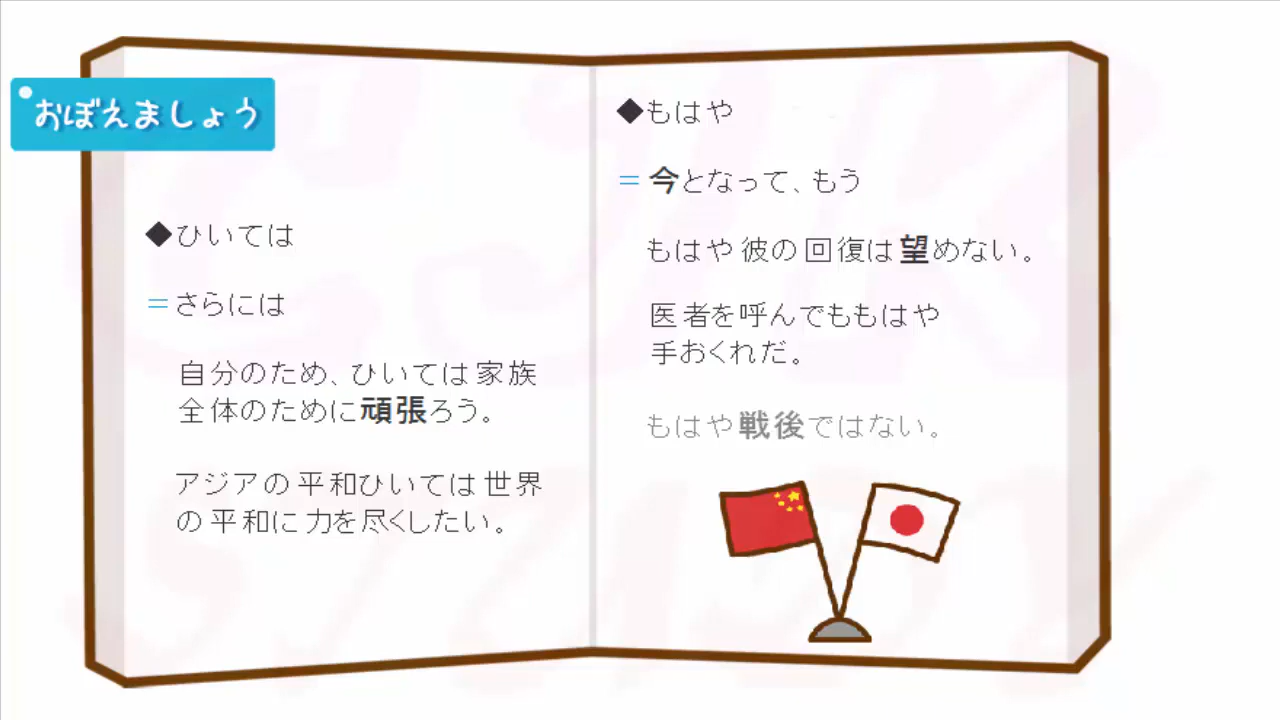 おぼえましょう
◆ひいては
＝さらには
自分のため、ひいては家族
全体のために頑張ろう。
アジアの平和ひいては世界
の平和に力を尽くしたい。
◆もはや
＝今となって、もう
もはや彼の回復は望めない。
医者を呼んでももはや
手おくれだ。
もはや戦後ではない。